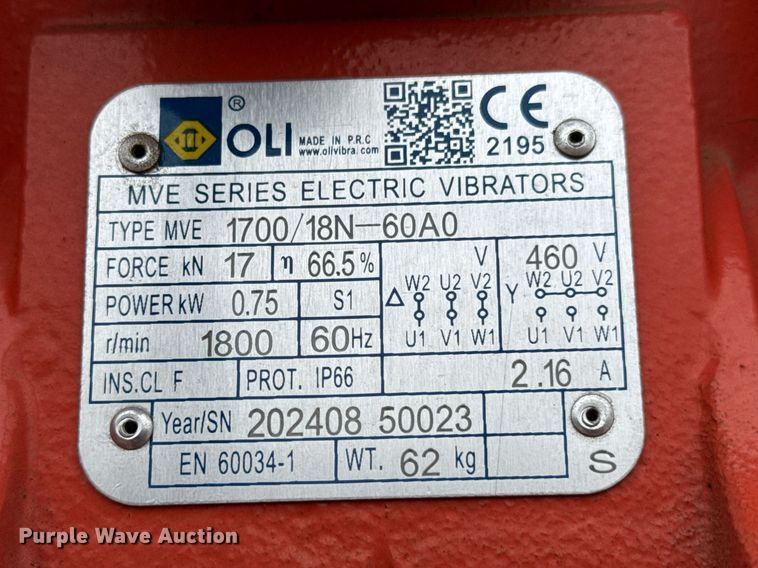 ® OLI MADE IN P.R.C
www.olivibra.com
CE
2195
MVE SERIES ELECTRIC VIBRATORS
TYPE MVE 1700/18N-60A0
FORCE kN 17 η 66.5%
V 460 V
POWER kW 0.75 S1
Δ W2 U2 V2 Y W2 U2 V2
U1 V1 W1 U1 V1 W1
r/min 1800 60Hz
INS.CL F PROT. IP66 2.16 A
Year/SN 202408 50023
EN 60034-1 WT. 62 kg S
Purple Wave Auction